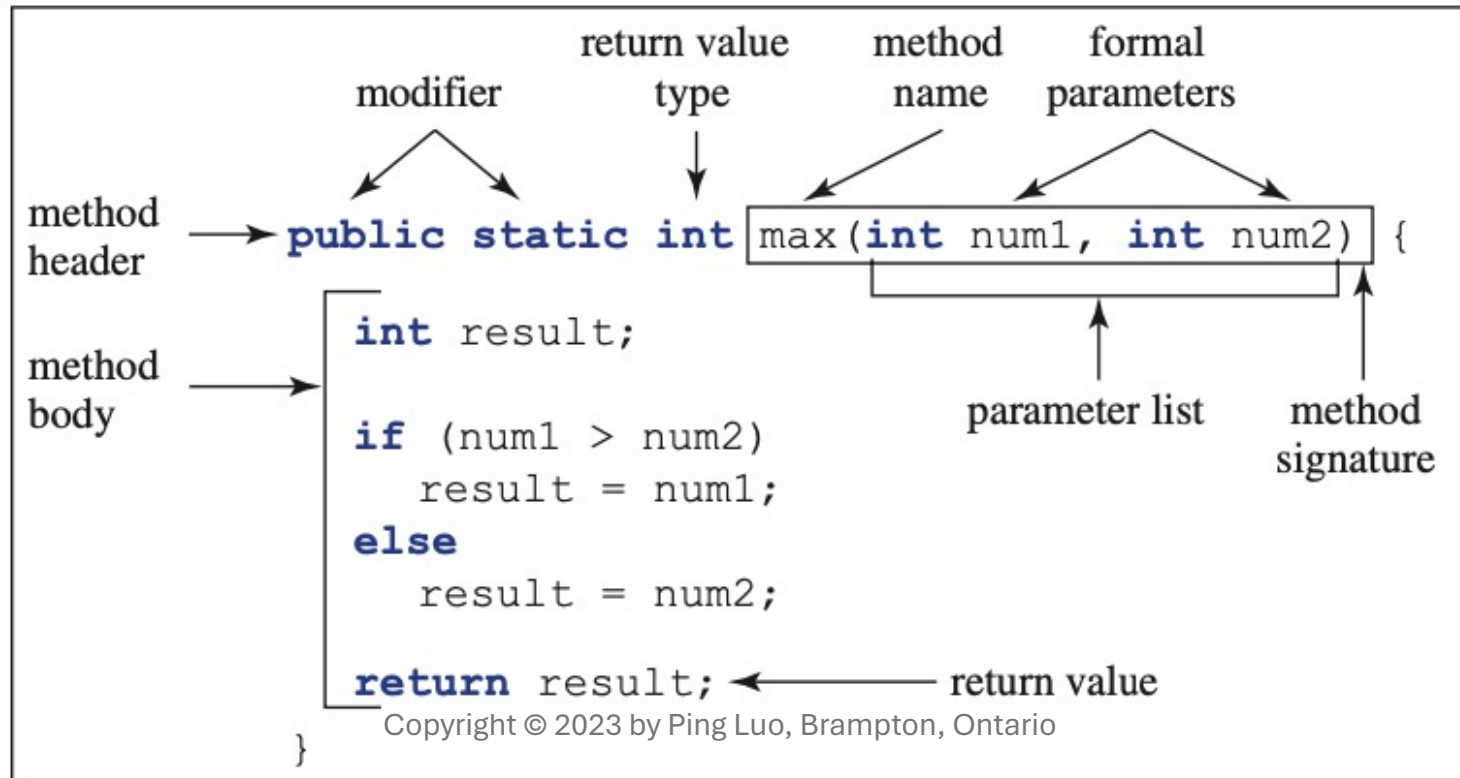 return value
type
method
name
formal
parameters
modifier
method
header
public static int max(int num1, int num2) {
int result;
method
body
if (num1 > num2)
parameter list
method
signature
result = num1;
else
result = num2;
return result;
return value
Copyright © 2023 by Ping Luo, Brampton, Ontario
}